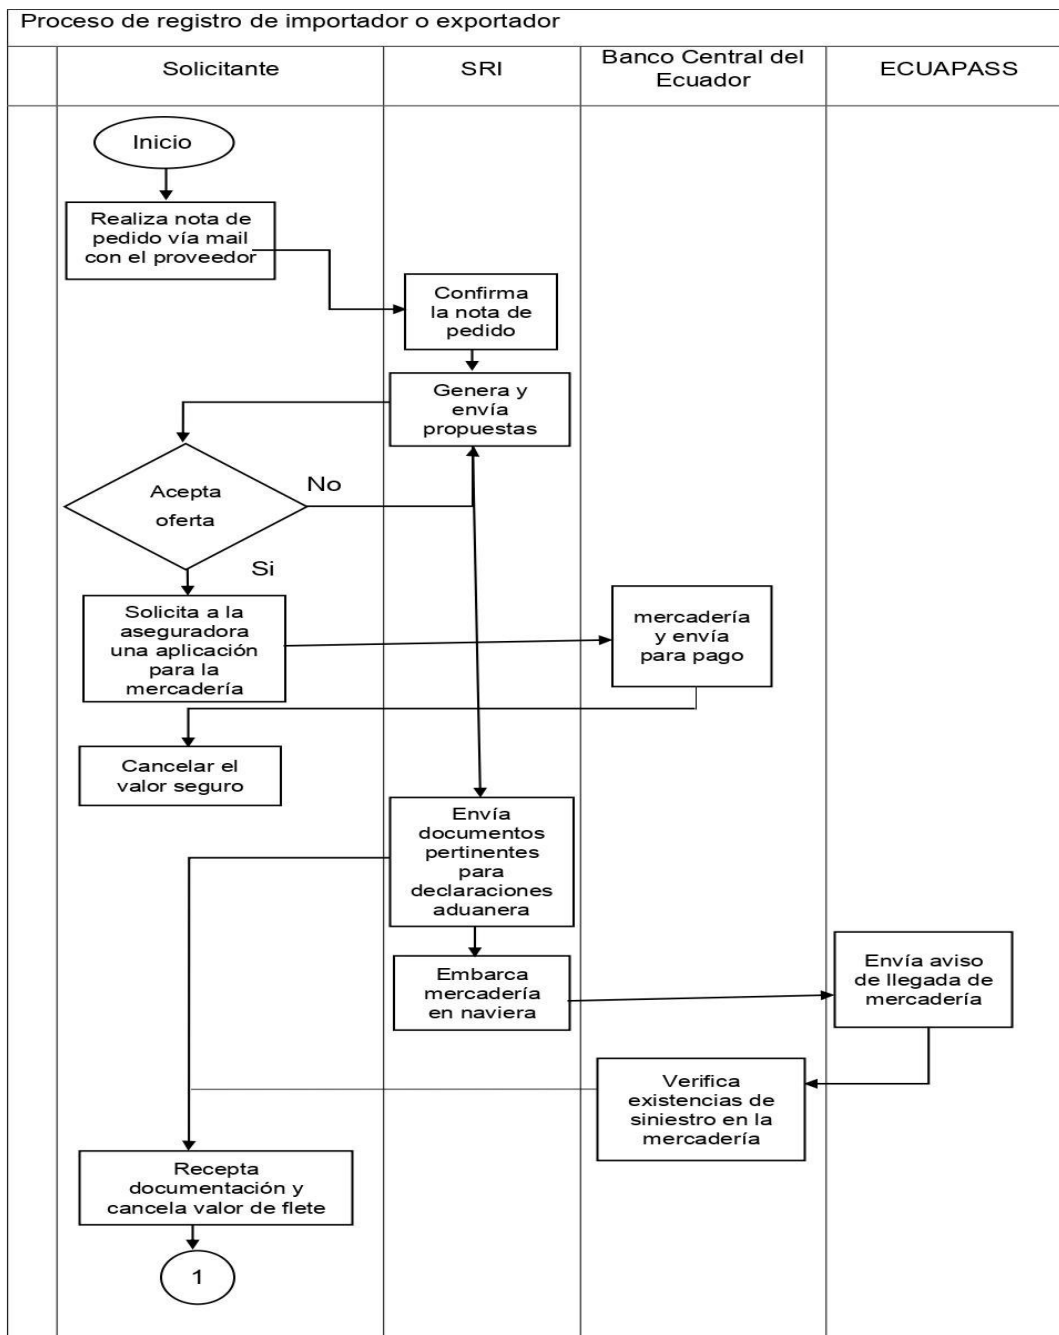 Proceso de registro de importador o exportador
Solicitante
SRI
Banco Central del
Ecuador
ECUAPASS
Inicio
Realiza nota de
pedido vía mail
con el proveedor
Confirma
la nota de
pedido
Genera y
envía
propuestas
Acepta
oferta
No
Si
Solicita a la
aseguradora
una aplicación
para la
mercadería
mercadería
y envía
para pago
Cancelar el
valor seguro
Envía
documentos
pertinentes
para
declaraciones
aduanera
Embarca
mercadería
en naviera
Envía aviso
de llegada de
mercadería
Verifica
existencias de
siniestro en la
mercadería
Recepta
documentación y
cancela valor de flete
1